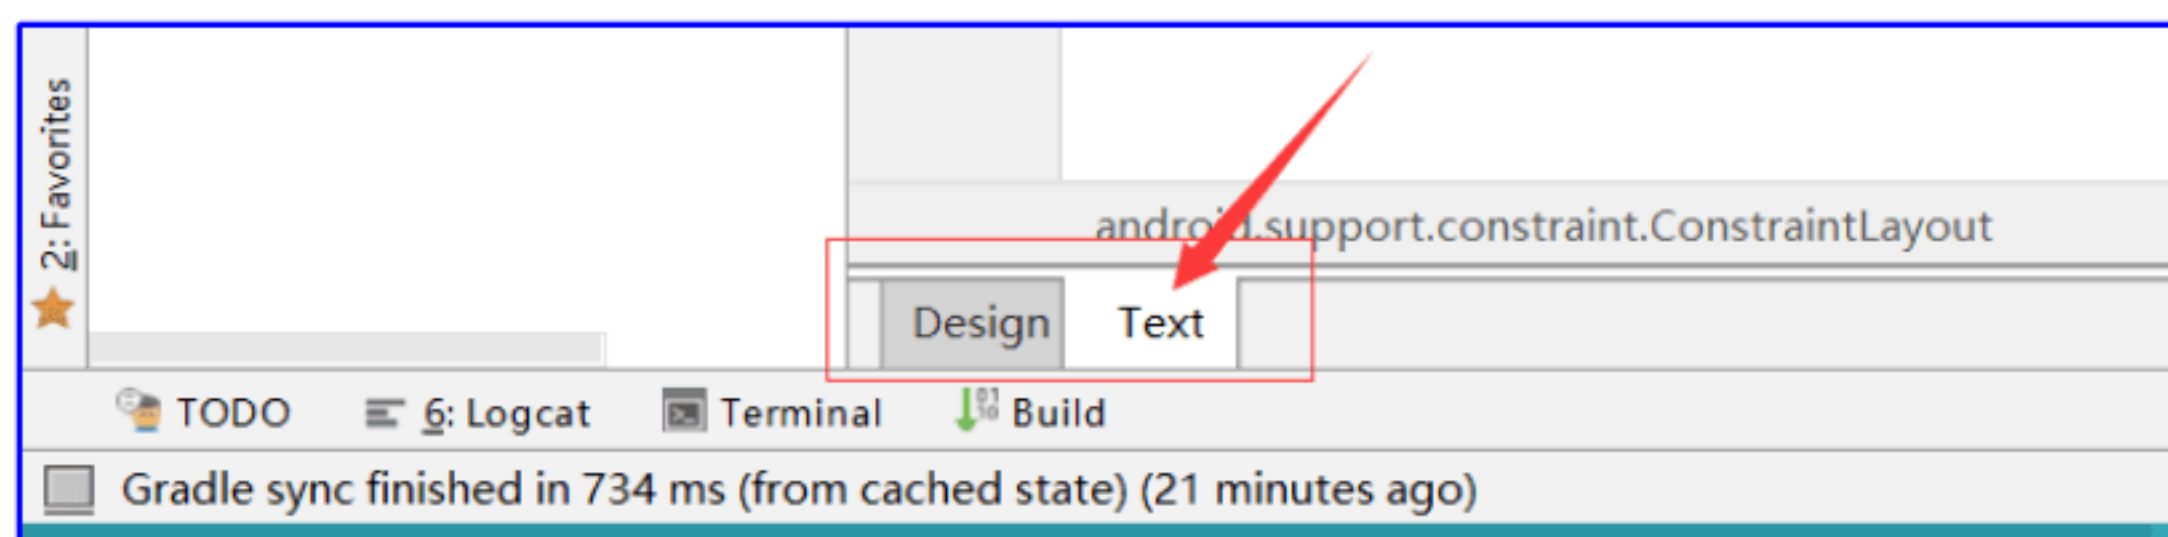 2: Favorites
android.support.constraint.ConstraintLayout
Design Text
TODO 6: Logcat Terminal Build
Gradle sync finished in 734 ms (from cached state) (21 minutes ago)